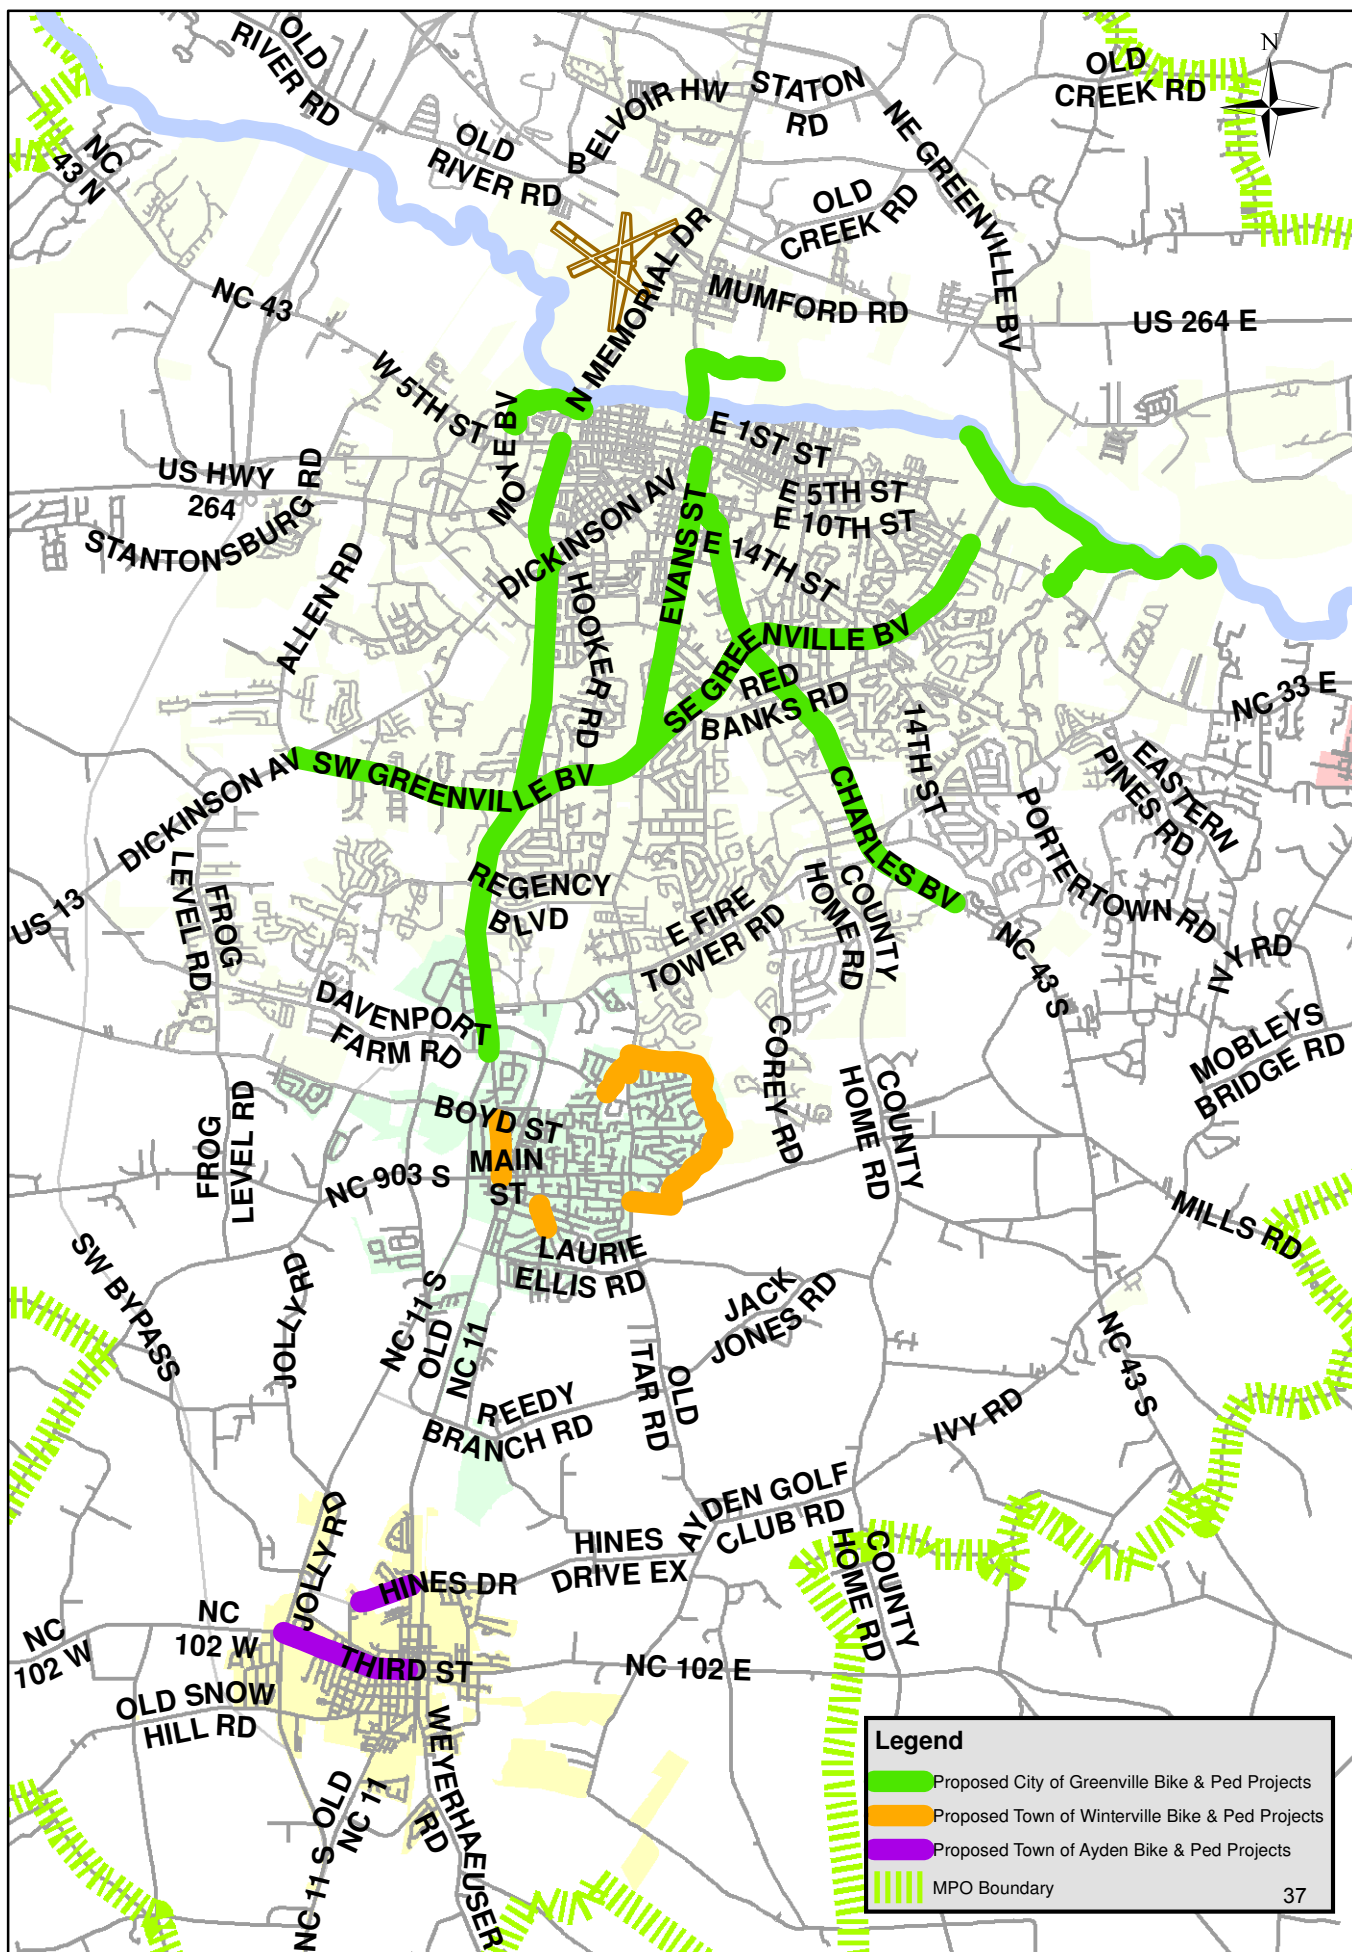 N
OLD
RIVER RD
OLD
CREEK RD
BELVOIR HW
STATON
RD
NE GREENVILLE BV
NC
43 N
OLD
RIVER RD
OLD
CREEK RD
N MEMORIAL DR
NC 43
MUMFORD RD
US 264 E
W 5TH ST
MOYE BV
E 1ST ST
US HWY
264
STANTONSBURG RD
DICKINSON AV
E 5TH ST
E 10TH ST
E 14TH ST
EVANS ST
ALLEN RD
HOOKER RD
SE GREENVILLE BV
RED
BANKS RD
NC 33 E
14TH ST
EASTERN
PINES RD
DICKINSON AV
SW GREENVILLE BV
CHARLES BV
PORTERTOWN RD
US 13
FROG
LEVEL RD
REGENCY
BLVD
E FIRE
TOWER RD
COUNTY
HOME RD
NC 43 S
IVY RD
DAVENPORT
FARM RD
COREY RD
MOBLEYS
BRIDGE RD
COUNTY
HOME RD
FROG
LEVEL RD
BOYD ST
MAIN
ST
NC 903 S
MILLS RD
SW BYPASS
JOLLY RD
LAURIE
ELLIS RD
JACK
JONES RD
NC 11 S
OLD
NC 11
OLD
TAR RD
NC 43 S
REEDY
BRANCH RD
IVY RD
JOLLY RD
AYDEN GOLF
CLUB RD
HINES
DRIVE EX
HINES DR
COUNTY
HOME RD
NC
102 W
NC
102 W
THIRD ST
NC 102 E
OLD SNOW
HILL RD
WEYERHAEUSER
RD
OLD
NC 11
NC 11 S
Legend
Proposed City of Greenville Bike & Ped Projects
Proposed Town of Winterville Bike & Ped Projects
Proposed Town of Ayden Bike & Ped Projects
MPO Boundary
37